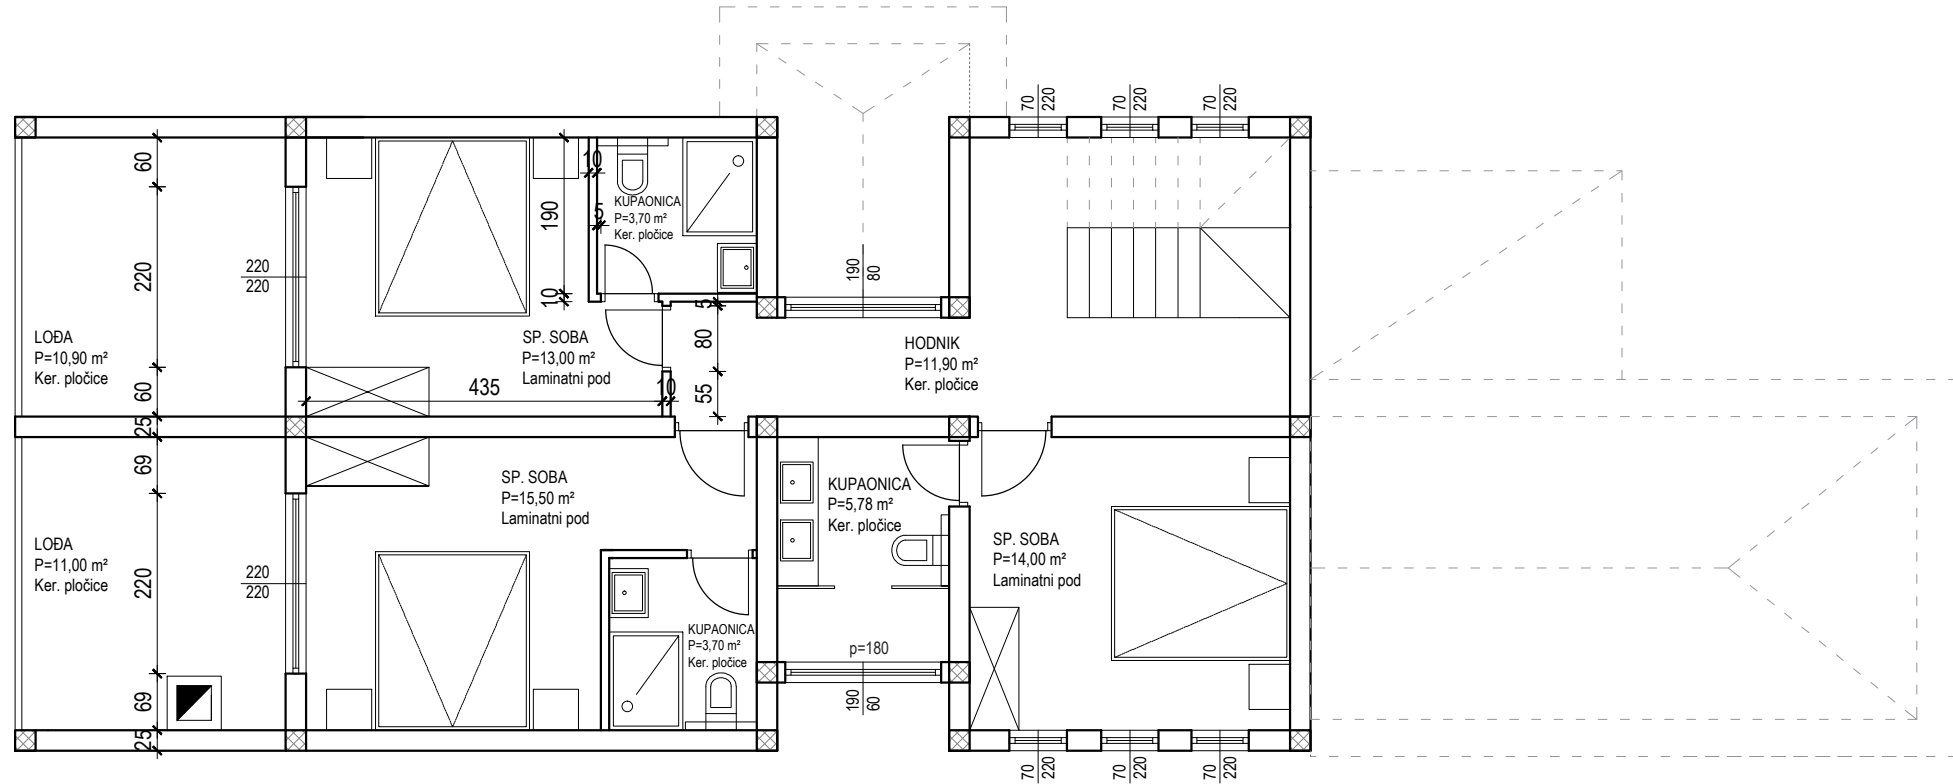 70
220
70
220
70
220
60
220
60
25
69
220
69
25
220
220
LOĐA
P=10,90 m²
Ker. pločice
10
190
5
10
KUPAONICA
P=3,70 m²
Ker. pločice
SP. SOBA
P=13,00 m²
Laminatni pod
435
10
5
80
55
190
80
HODNIK
P=11,90 m²
Ker. pločice
LOĐA
P=11,00 m²
Ker. pločice
220
220
SP. SOBA
P=15,50 m²
Laminatni pod
KUPAONICA
P=3,70 m²
Ker. pločice
KUPAONICA
P=5,78 m²
Ker. pločice
p=180
190
60
SP. SOBA
P=14,00 m²
Laminatni pod
70
220
70
220
70
220